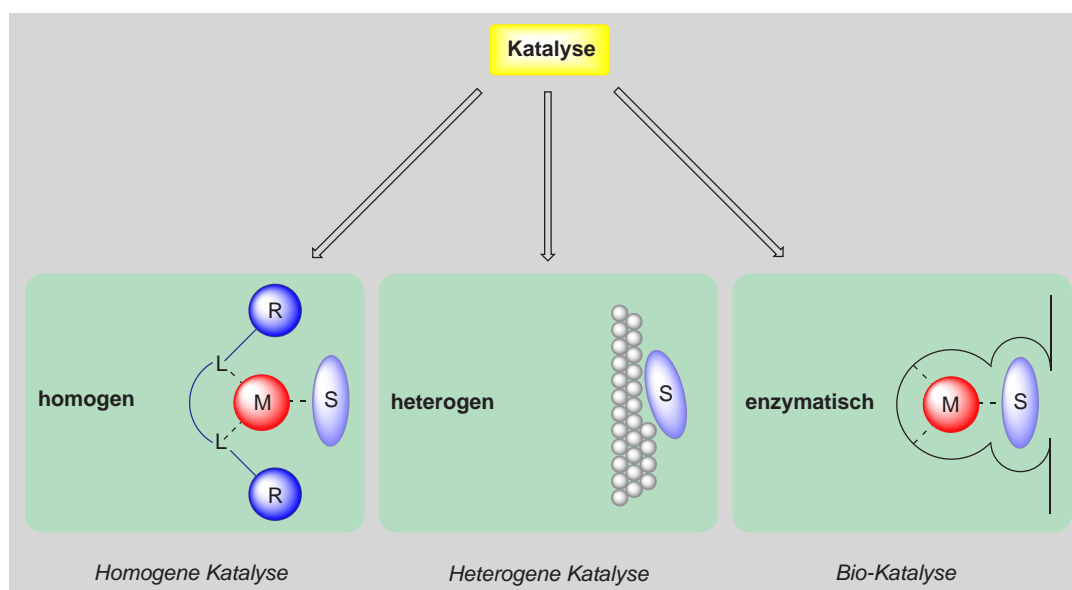 Katalyse
homogen
R
L
M
S
L
R
heterogen
S
enzymatisch
M
S
Homogene Katalyse
Heterogene Katalyse
Bio-Katalyse